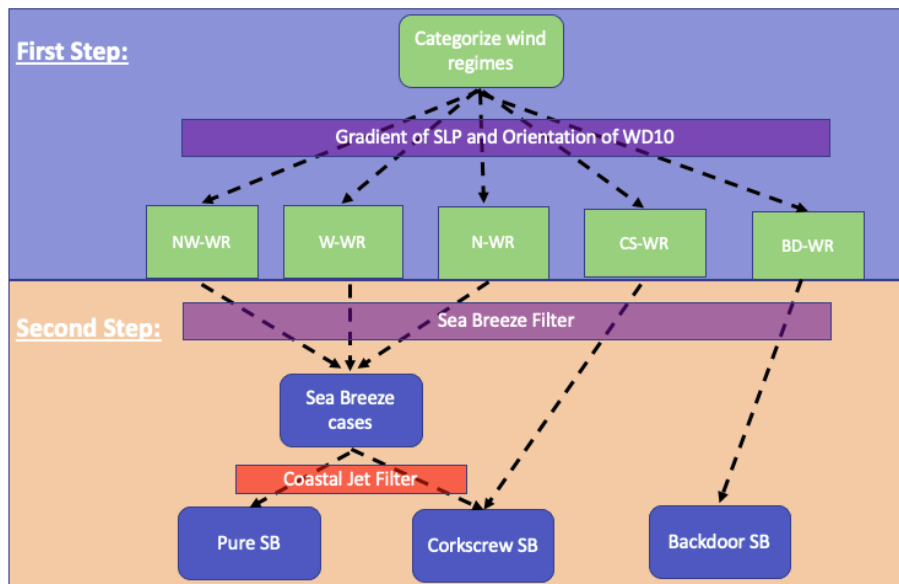 First Step:
Categorize wind
regimes
Gradient of SLP and Orientation of WD10
NW-WR
W-WR
N-WR
CS-WR
BD-WR
Second Step:
Sea Breeze Filter
Sea Breeze
cases
Coastal Jet Filter
Pure SB
Corkscrew SB
Backdoor SB